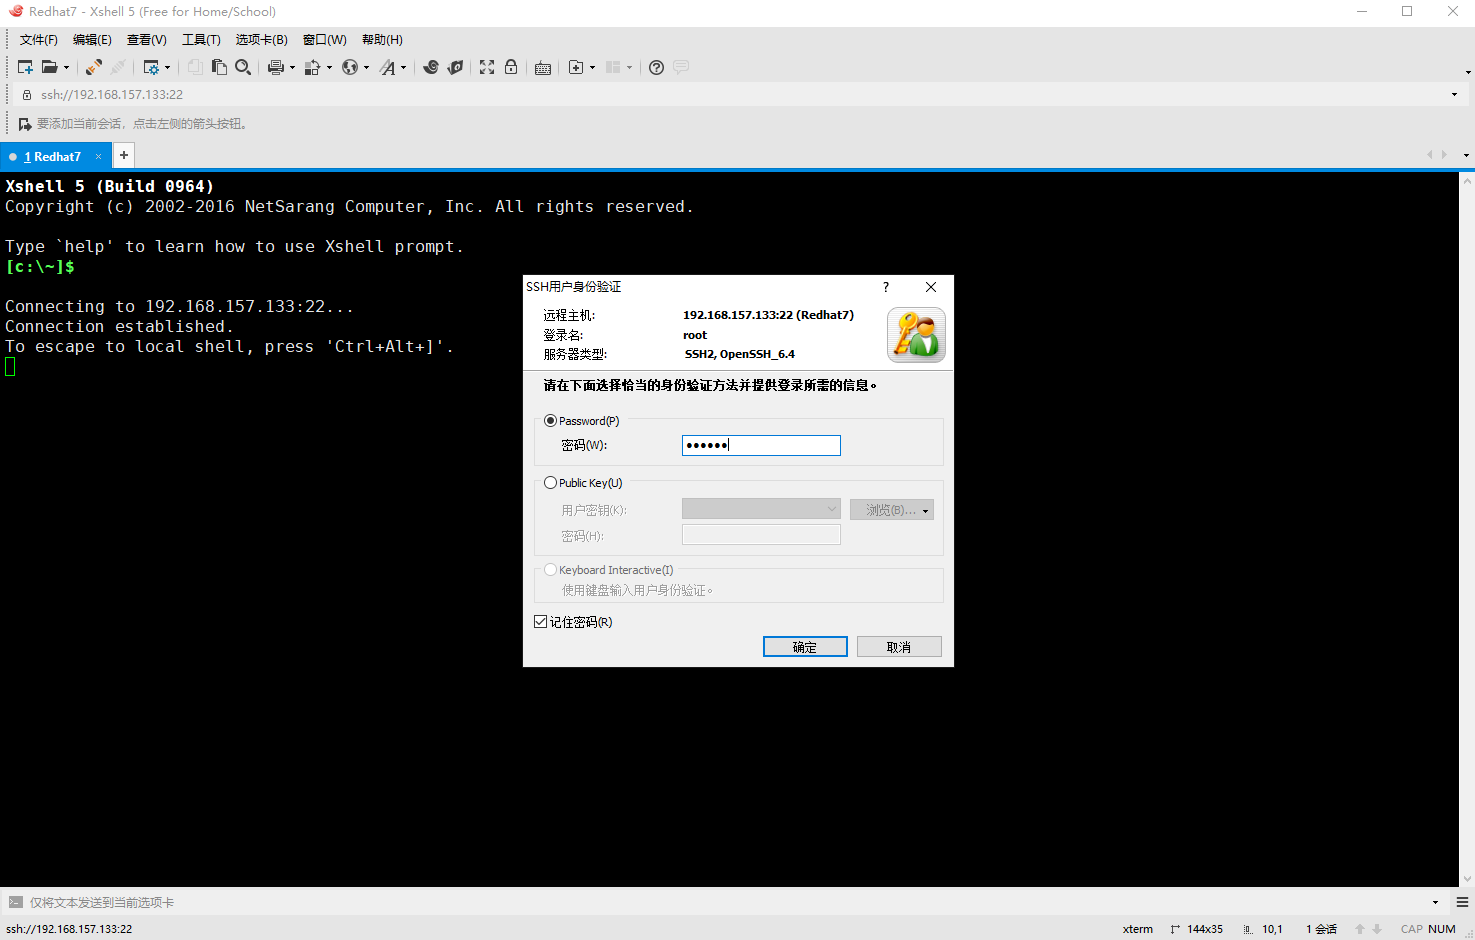 Redhat7 - Xshell 5 (Free for Home/School)
文件(F) 编辑(E) 查看(V) 工具(T) 选项卡(B) 窗口(W) 帮助(H)
ssh://192.168.157.133:22
要添加当前会话，点击左侧的箭头按钮。
1 Redhat7
Xshell 5 (Build 0964)
Copyright (c) 2002-2016 NetSarang Computer, Inc. All rights reserved.
Type `help' to learn how to use Xshell prompt.
[c:\~]$
Connecting to 192.168.157.133:22...
Connection established.
To escape to local shell, press 'Ctrl+Alt+]'.
SSH用户身份验证
远程主机: 192.168.157.133:22 (Redhat7)
登录名: root
服务器类型: SSH2, OpenSSH_6.4
请在下面选择恰当的身份验证方法并提供登录所需的信息。
Password(P)
密码(W): ●●●●●●
Public Key(U)
用户密钥(K): 浏览(B)...
密码(H):
Keyboard Interactive(I)
使用键盘输入用户身份验证。
记住密码(R)
确定 取消
仅将文本发送到当前选项卡
ssh://192.168.157.133:22 xterm 144x35 10,1 1 会话 CAP NUM